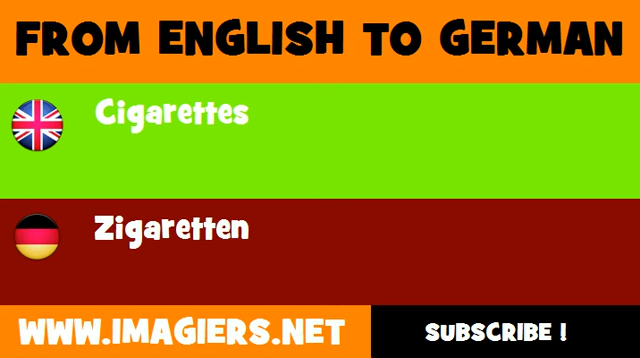 FROM ENGLISH TO GERMAN
Cigarettes
Zigaretten
WWW.IMAGIERS.NET
SUBSCRIBE !